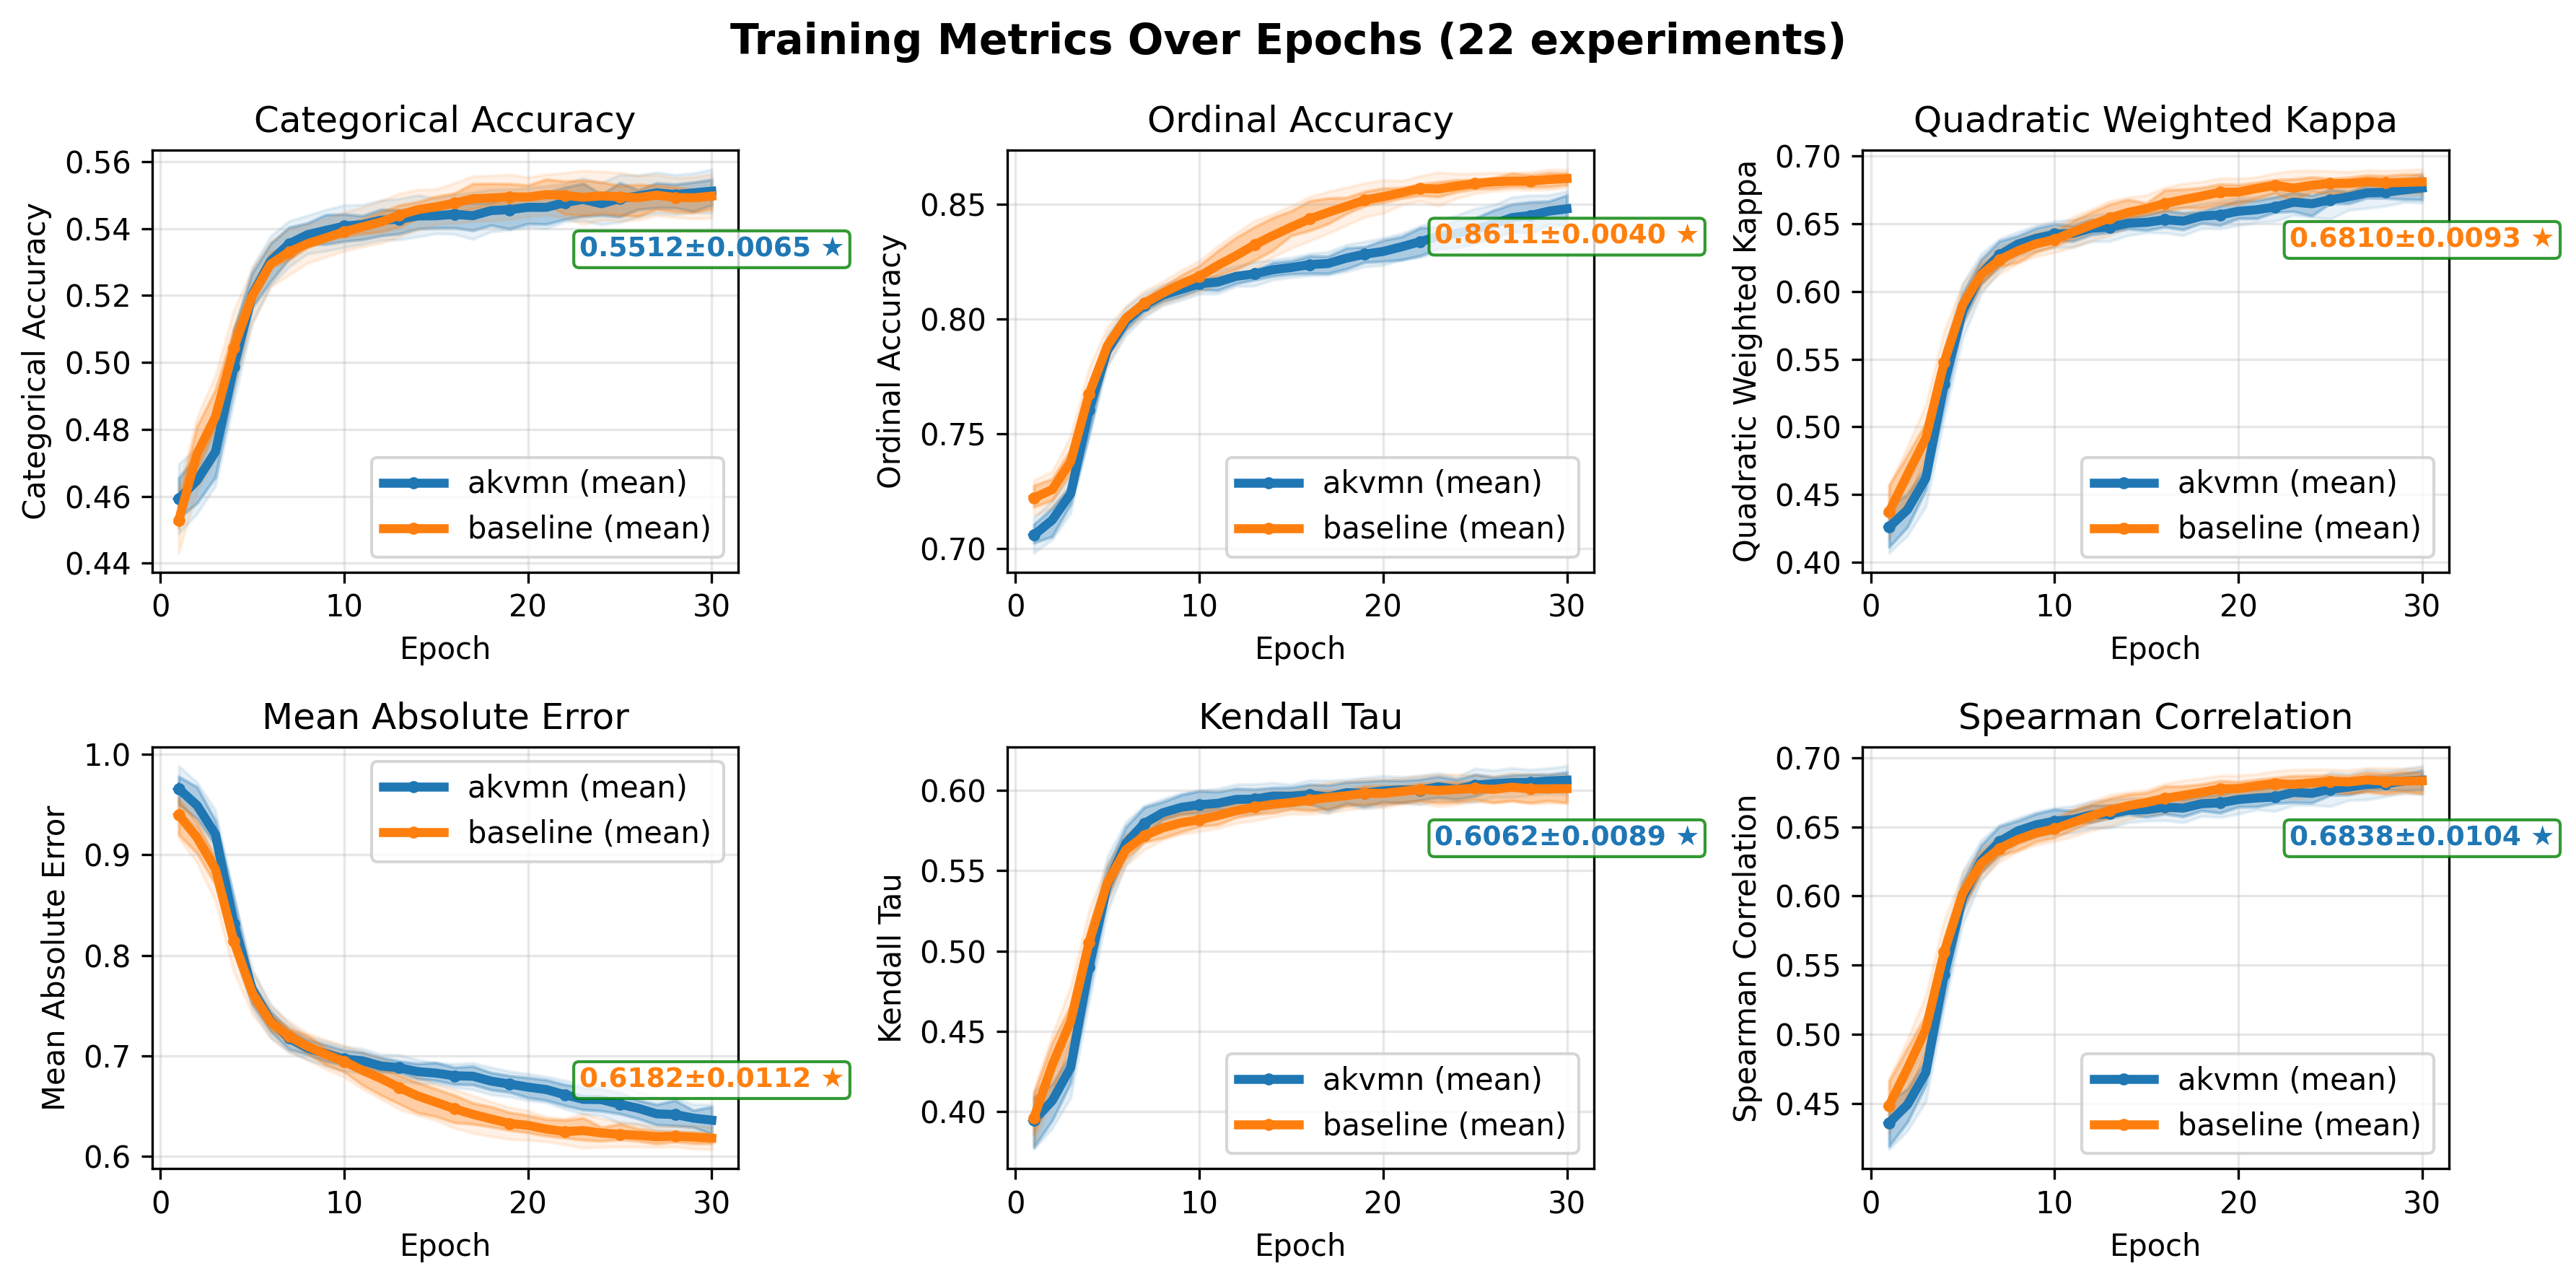 Training Metrics Over Epochs (22 experiments)
Categorical Accuracy
Categorical Accuracy
0.56
0.54
0.52
0.50
0.48
0.46
0.44
0.5512±0.0065 ★
akvmn (mean)
baseline (mean)
0
10
20
30
Epoch
Ordinal Accuracy
Ordinal Accuracy
0.85
0.80
0.75
0.70
0.8611±0.0040 ★
akvmn (mean)
baseline (mean)
0
10
20
30
Epoch
Quadratic Weighted Kappa
Quadratic Weighted Kappa
0.70
0.65
0.60
0.55
0.50
0.45
0.40
0.6810±0.0093 ★
akvmn (mean)
baseline (mean)
0
10
20
30
Epoch
Mean Absolute Error
Mean Absolute Error
1.0
0.9
0.8
0.7
0.6
akvmn (mean)
baseline (mean)
0.6182±0.0112 ★
0
10
20
30
Epoch
Kendall Tau
Kendall Tau
0.60
0.55
0.50
0.45
0.40
0.6062±0.0089 ★
akvmn (mean)
baseline (mean)
0
10
20
30
Epoch
Spearman Correlation
Spearman Correlation
0.70
0.65
0.60
0.55
0.50
0.45
0.6838±0.0104 ★
akvmn (mean)
baseline (mean)
0
10
20
30
Epoch